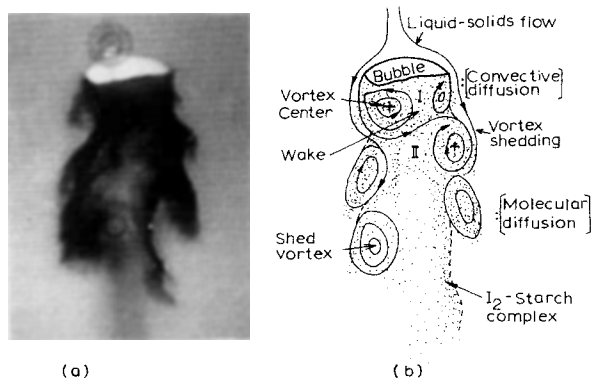 Liquid-solids flow
Bubble
[Convective
diffusion]
Vortex
Center
I
Vortex
shedding
Wake
II
[Molecular
diffusion]
Shed
vortex
I2-Starch
complex
(a)
(b)